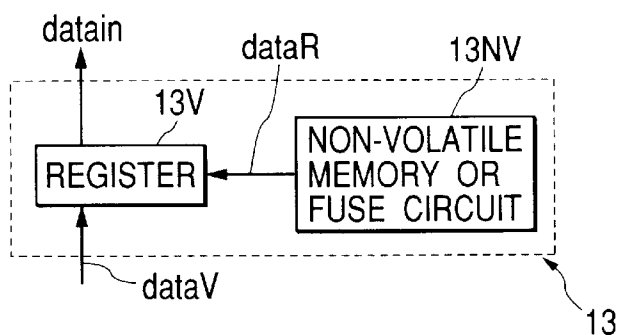 datain
dataR
13NV
13V
REGISTER
NON-VOLATILE
MEMORY OR
FUSE CIRCUIT
dataV
13